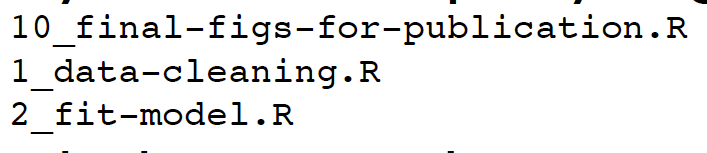 10_final-figs-for-publication.R
1_data-cleaning.R
2_fit-model.R